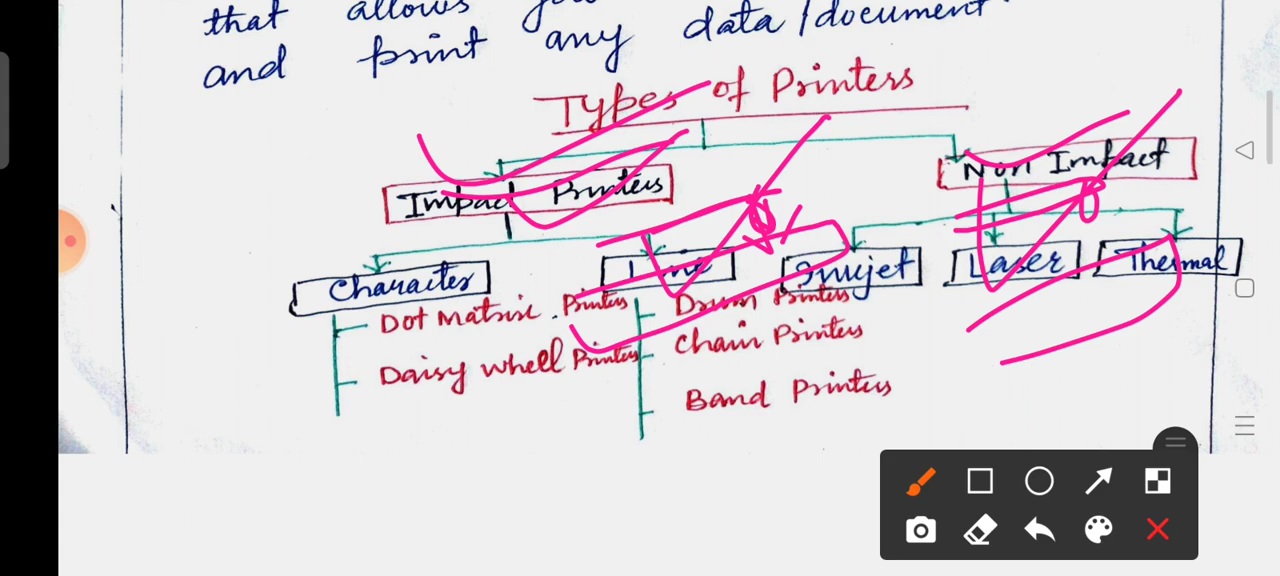 that allows
and print any data/document
Types of Printers
Impact Printers
Non Impact
Character
Line
Inkjet
Laser
Thermal
Dot Matrix Printers
Daisy wheel Printers
Drum Printers
Chain Printers
Band Printers